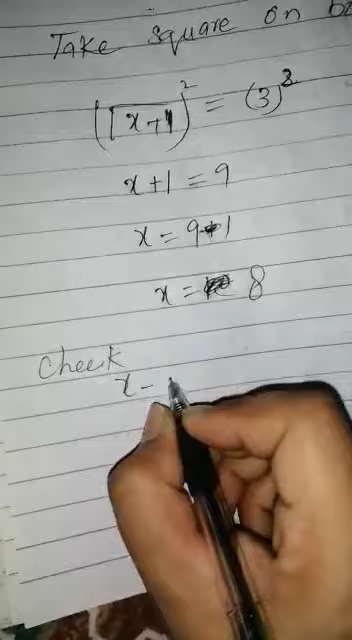 Take square on bo
(√x+1)² = (3)²
x+1 = 9
x = 9-1
x = 8
Check
x -